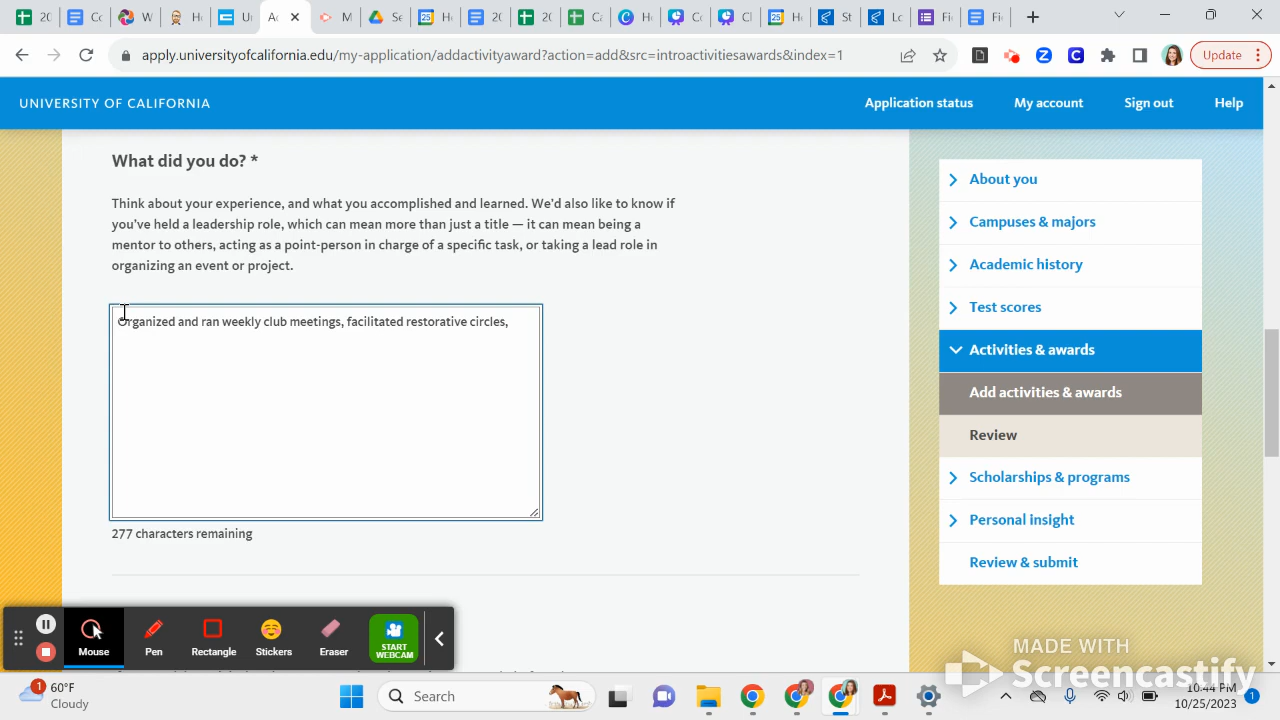 apply.universityofcalifornia.edu/my-application/addactivityaward?action=add&src=introactivitiesawards&index=1
Update
UNIVERSITY OF CALIFORNIA
Application status
My account
Sign out
Help
What did you do? *
Think about your experience, and what you accomplished and learned. We'd also like to know if
you've held a leadership role, which can mean more than just a title — it can mean being a
mentor to others, acting as a point-person in charge of a specific task, or taking a lead role in
organizing an event or project.
Organized and ran weekly club meetings, facilitated restorative circles,
277 characters remaining
About you
Campuses & majors
Academic history
Test scores
Activities & awards
Add activities & awards
Review
Scholarships & programs
Personal insight
Review & submit
Mouse
Pen
Rectangle
Stickers
Eraser
START
WEBCAM
MADE WITH
Screencastify
1
60°F
Cloudy
Search
10:44 PM
10/25/2023
1